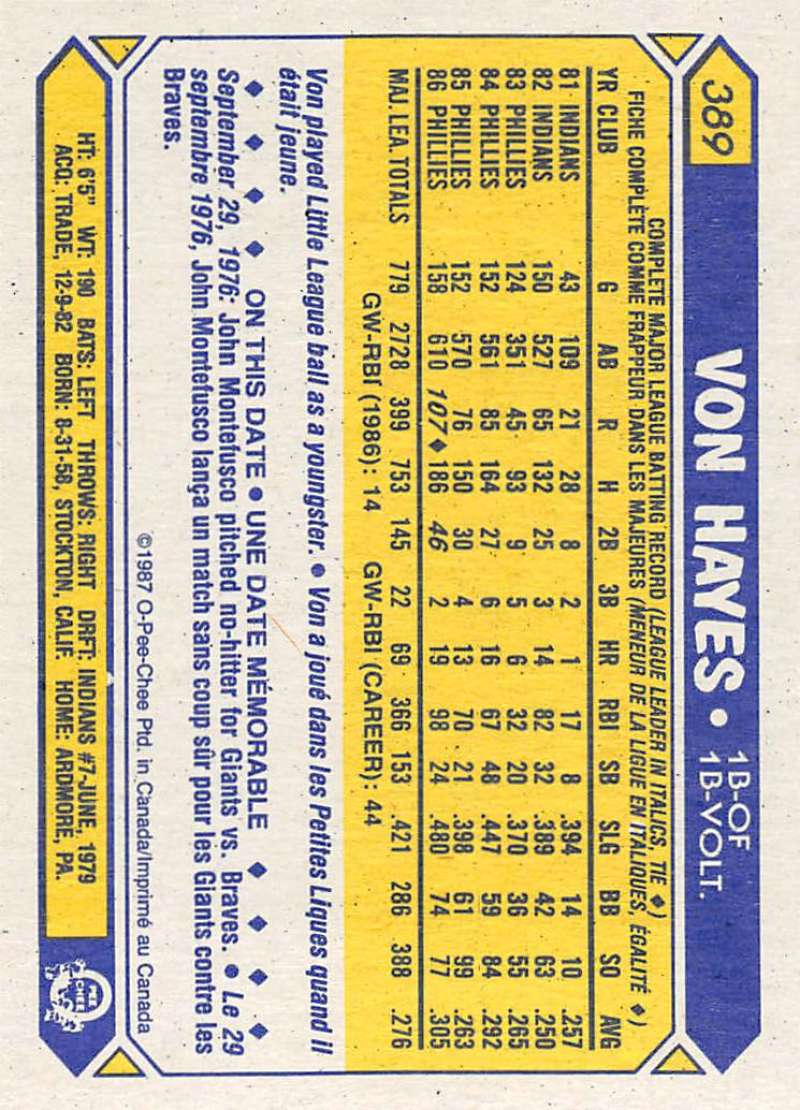 389
VON HAYES • 1B-OF
1B-VOLT.
COMPLETE MAJOR LEAGUE BATTING RECORD (LEAGUE LEADER IN ITALICS, TIE ♦)
FICHE COMPLÈTE COMME FRAPPEUR DANS LES MAJEURES (MENEUR DE LA LIGUE EN ITALIQUES, ÉGALITÉ ♦)
YR CLUB G AB R H 2B 3B HR RBI SB SLG BB SO AVG
81 INDIANS 43 109 21 28 8 2 1 17 8 .394 14 10 .257
82 INDIANS 150 527 65 132 25 3 14 82 32 .389 42 63 .250
83 PHILLIES 124 351 45 93 9 5 6 32 20 .370 36 55 .265
84 PHILLIES 152 561 85 164 27 6 16 67 48 .447 59 84 .292
85 PHILLIES 152 570 76 150 30 4 13 70 21 .398 61 99 .263
86 PHILLIES 158 610 107♦ 186 46 2 19 98 24 .480 74 77 .305
MAJ. LEA. TOTALS 779 2728 399 753 145 22 69 366 153 .421 286 388 .276
GW-RBI (1986): 14 GW-RBI (CAREER): 44
Von played Little League ball as a youngster. • Von a joué dans les Petites Liques quand il
était jeune.
♦ ♦ ♦ ♦ ON THIS DATE • UNE DATE MÉMORABLE ♦ ♦ ♦ ♦
September 29, 1976: John Montefusco pitched no-hitter for Giants vs. Braves. • Le 29
septembre 1976, John Montefusco lança un match sans coup sûr pour les Giants contre les
Braves.
©1987 O-Pee-Chee Ptd. in Canada/Imprimé au Canada
HT: 6'5" WT: 190 BATS: LEFT THROWS: RIGHT DRFT: INDIANS #7-JUNE, 1979
ACQ: TRADE, 12-9-82 BORN: 8-31-58, STOCKTON, CALIF. HOME: ARDMORE, PA.
O
PEE
CHEE